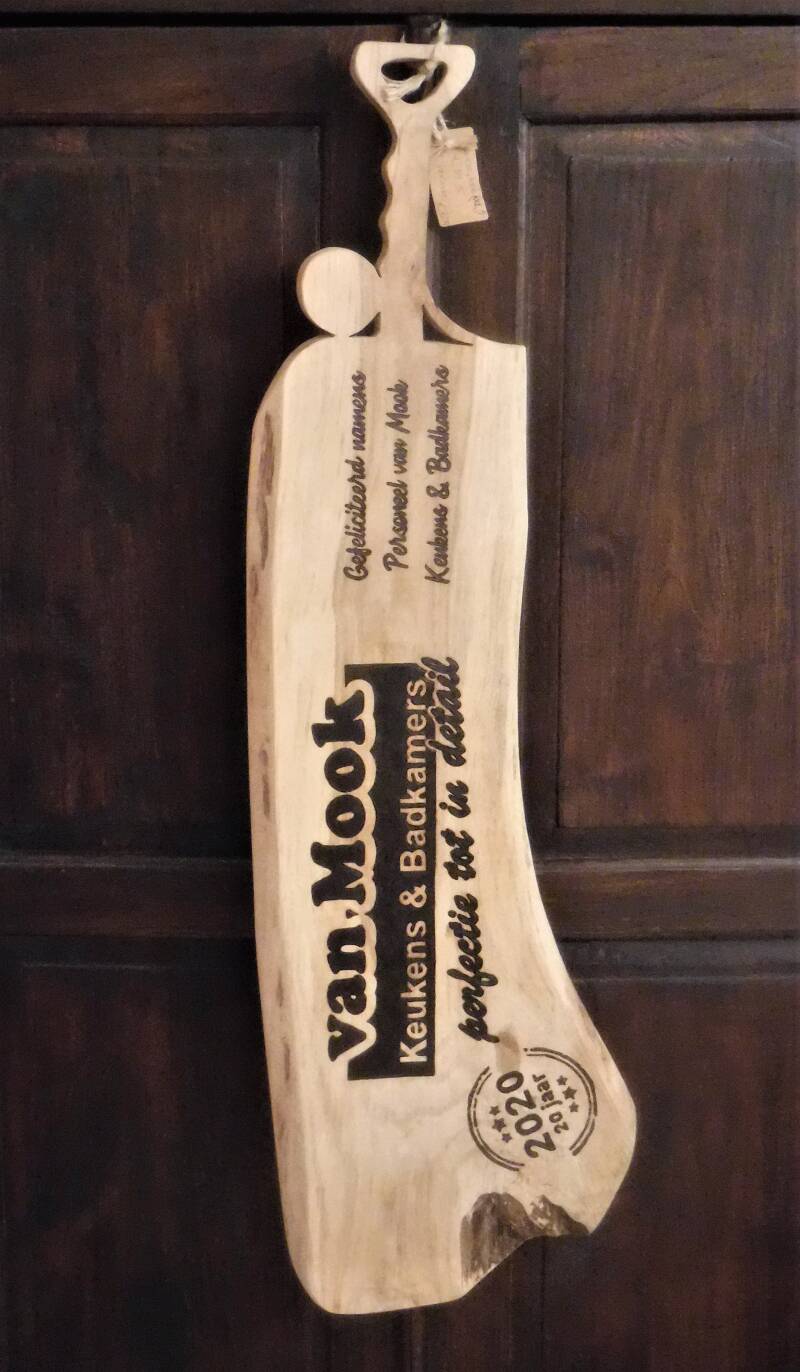 Gefeliciteerd namens
Personeel van Mook
Keukens & Badkamers
van Mook
Keukens & Badkamers
perfectie tot in detail
2020
20 jaar